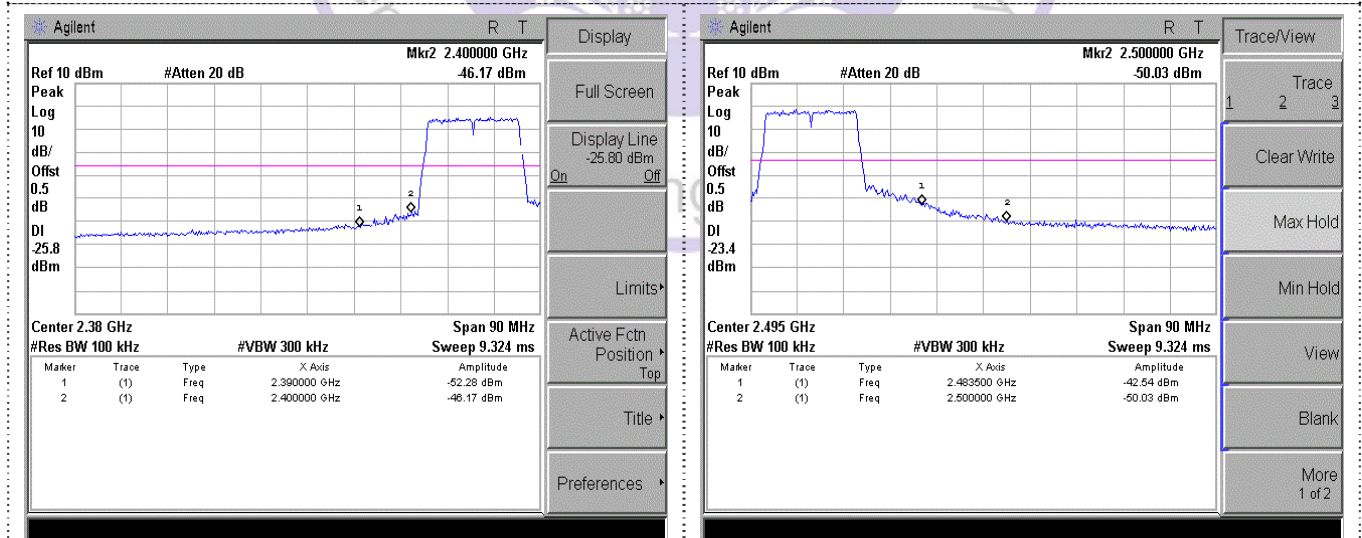 Agilent R T
Mkr2 2.400000 GHz
Ref 10 dBm #Atten 20 dB -46.17 dBm
Peak
Log
10
dB/
Offst
0.5
dB
DI
-25.8
dBm
1
2
Center 2.38 GHz Span 90 MHz
#Res BW 100 kHz #VBW 300 kHz Sweep 9.324 ms
Marker Trace Type X Axis Amplitude
1 (1) Freq 2.390000 GHz -52.28 dBm
2 (1) Freq 2.400000 GHz -46.17 dBm
Display
Full Screen
Display Line
-25.80 dBm
On Off
Limits
Active Fctn
Position
Top
Title
Preferences
Agilent R T
Mkr2 2.500000 GHz
Ref 10 dBm #Atten 20 dB -50.03 dBm
Peak
Log
10
dB/
Offst
0.5
dB
DI
-23.4
dBm
1
2
Center 2.495 GHz Span 90 MHz
#Res BW 100 kHz #VBW 300 kHz Sweep 9.324 ms
Marker Trace Type X Axis Amplitude
1 (1) Freq 2.483500 GHz -42.54 dBm
2 (1) Freq 2.500000 GHz -50.03 dBm
Trace/View
Trace
1 2 3
Clear Write
Max Hold
Min Hold
View
Blank
More
1 of 2